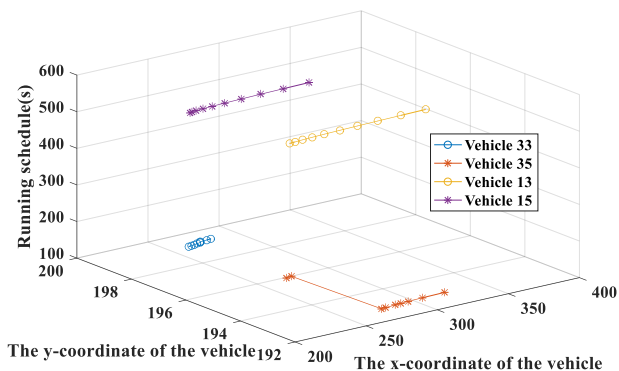 600
500
400
300
200
100
Running schedule(s)
200
198
196
194
192
The y-coordinate of the vehicle
200
250
300
350
400
The x-coordinate of the vehicle
Vehicle 33
Vehicle 35
Vehicle 13
Vehicle 15